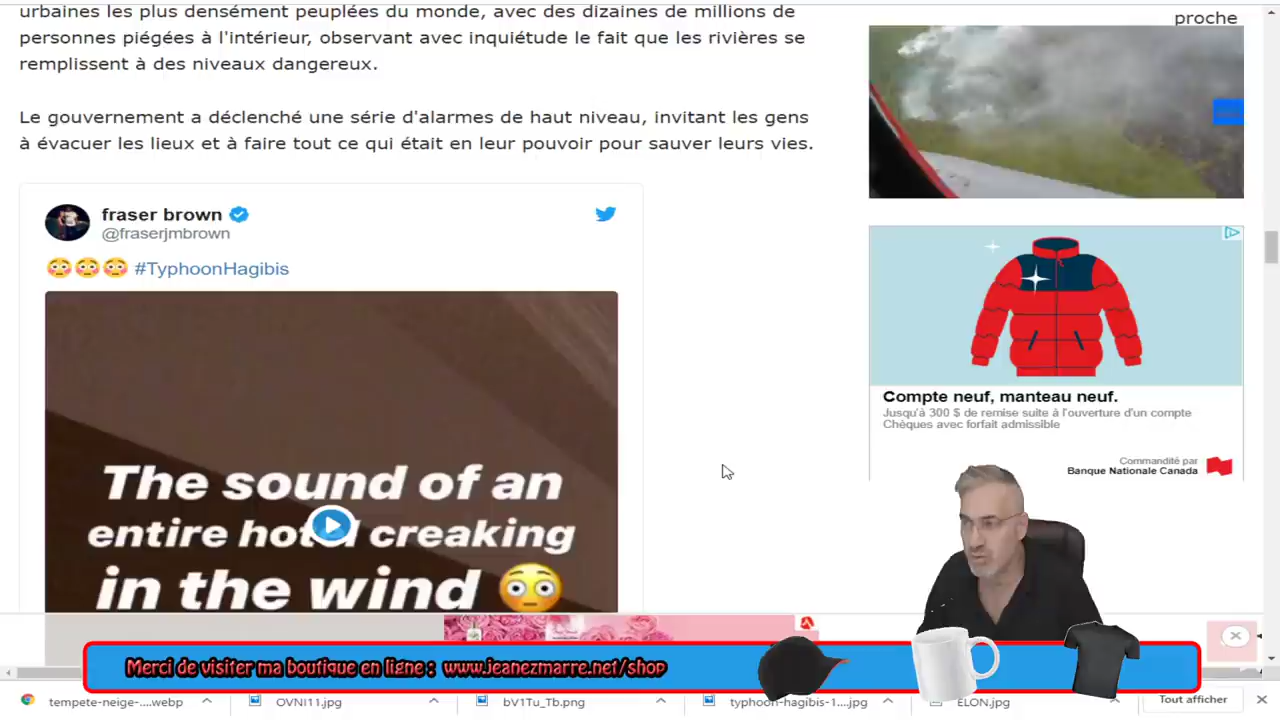 urbaines les plus densément peuplées du monde, avec des dizaines de millions de
personnes piégées à l'intérieur, observant avec inquiétude le fait que les rivières se
remplissent à des niveaux dangereux.
Le gouvernement a déclenché une série d'alarmes de haut niveau, invitant les gens
à évacuer les lieux et à faire tout ce qui était en leur pouvoir pour sauver leurs vies.
fraser brown
@fraserjmbrown
#TyphoonHagibis
The sound of an
entire hotel creaking
in the wind
proche
Compte neuf, manteau neuf.
Jusqu'à 300 $ de remise suite à l'ouverture d'un compte
Chèques avec forfait admissible
Commandité par
Banque Nationale Canada
Merci de visiter ma boutique en ligne : www.jeanezmarre.net/shop
tempete-neige-....webp
OVNI11.jpg
bV1Tu_Tb.png
typhoon-hagibis-1....jpg
ELON.jpg
Tout afficher